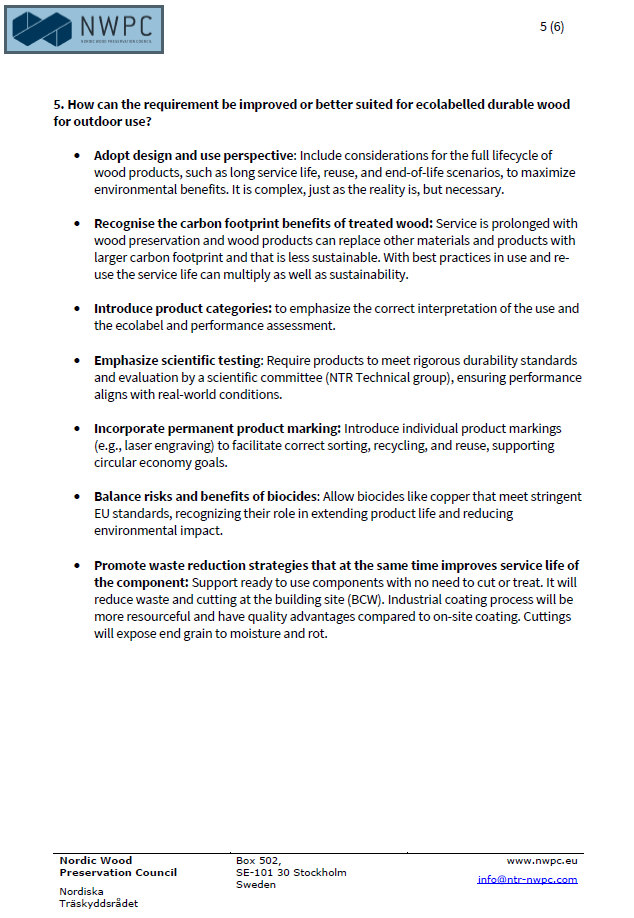 NWPC
NORDIC WOOD PRESERVATION COUNCIL
5 (6)
5. How can the requirement be improved or better suited for ecolabelled durable wood
for outdoor use?
• Adopt design and use perspective: Include considerations for the full lifecycle of
wood products, such as long service life, reuse, and end-of-life scenarios, to maximize
environmental benefits. It is complex, just as the reality is, but necessary.
• Recognise the carbon footprint benefits of treated wood: Service is prolonged with
wood preservation and wood products can replace other materials and products with
larger carbon footprint and that is less sustainable. With best practices in use and re-
use the service life can multiply as well as sustainability.
• Introduce product categories: to emphasize the correct interpretation of the use and
the ecolabel and performance assessment.
• Emphasize scientific testing: Require products to meet rigorous durability standards
and evaluation by a scientific committee (NTR Technical group), ensuring performance
aligns with real-world conditions.
• Incorporate permanent product marking: Introduce individual product markings
(e.g., laser engraving) to facilitate correct sorting, recycling, and reuse, supporting
circular economy goals.
• Balance risks and benefits of biocides: Allow biocides like copper that meet stringent
EU standards, recognizing their role in extending product life and reducing
environmental impact.
• Promote waste reduction strategies that at the same time improves service life of
the component: Support ready to use components with no need to cut or treat. It will
reduce waste and cutting at the building site (BCW). Industrial coating process will be
more resourceful and have quality advantages compared to on-site coating. Cuttings
will expose end grain to moisture and rot.
Nordic Wood
Preservation Council
Nordiska
Träskyddsrådet
Box 502,
SE-101 30 Stockholm
Sweden
www.nwpc.eu
info@ntr-nwpc.com